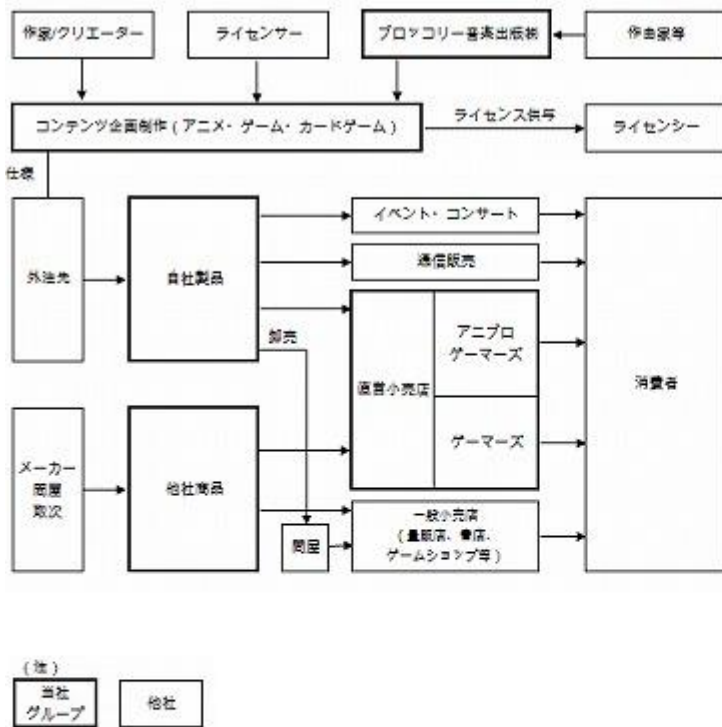 作家/クリエーター
ライセンサー
ブロッコリー音楽出版㈱
作曲家等
コンテンツ企画制作(アニメ・ゲーム・カードゲーム)
ライセンス供与
ライセンシー
仕様
外注先
自社製品
イベント・コンサート
通信販売
卸売
直営小売店
アニブロ
ゲーマーズ
ゲーマーズ
消費者
メーカー
問屋
取次
他社商品
問屋
一般小売店
(量販店、書店、
ゲームショップ等)
(注)
当社
グループ
他社